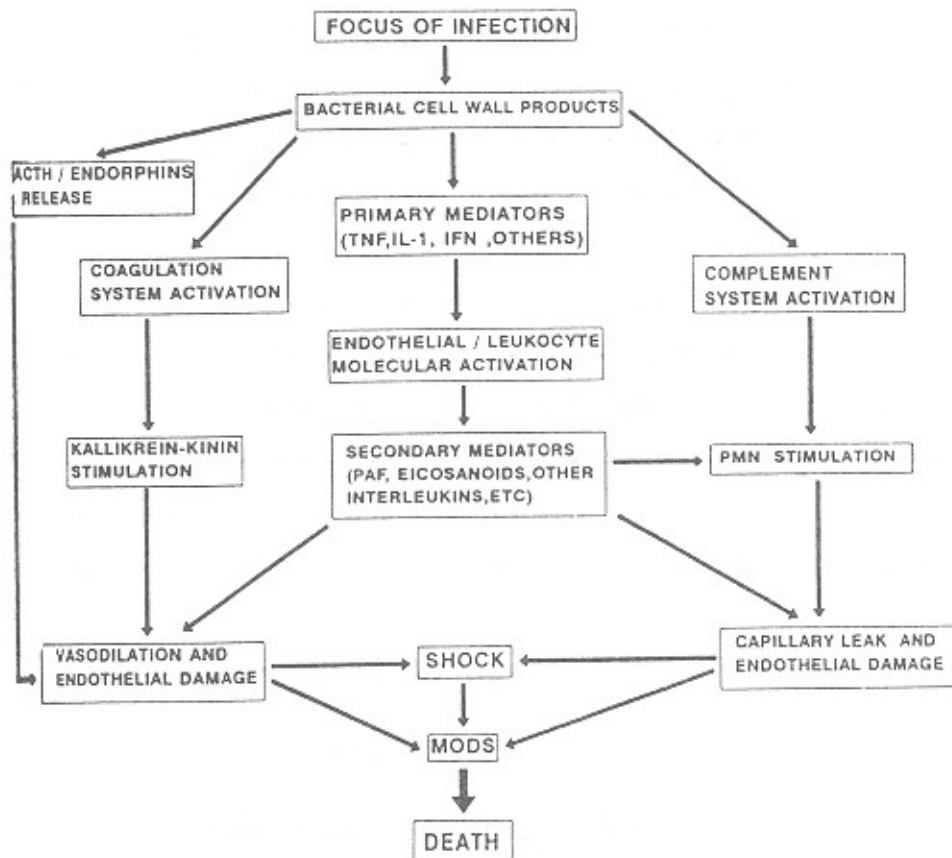 FOCUS OF INFECTION
BACTERIAL CELL WALL PRODUCTS
ACTH / ENDORPHINS
RELEASE
PRIMARY MEDIATORS
(TNF,IL-1, IFN ,OTHERS)
COAGULATION
SYSTEM ACTIVATION
COMPLEMENT
SYSTEM ACTIVATION
ENDOTHELIAL / LEUKOCYTE
MOLECULAR ACTIVATION
KALLIKREIN-KININ
STIMULATION
SECONDARY MEDIATORS
(PAF, EICOSANOIDS,OTHER
INTERLEUKINS,ETC)
PMN STIMULATION
VASODILATION AND
ENDOTHELIAL DAMAGE
SHOCK
CAPILLARY LEAK AND
ENDOTHELIAL DAMAGE
MODS
DEATH